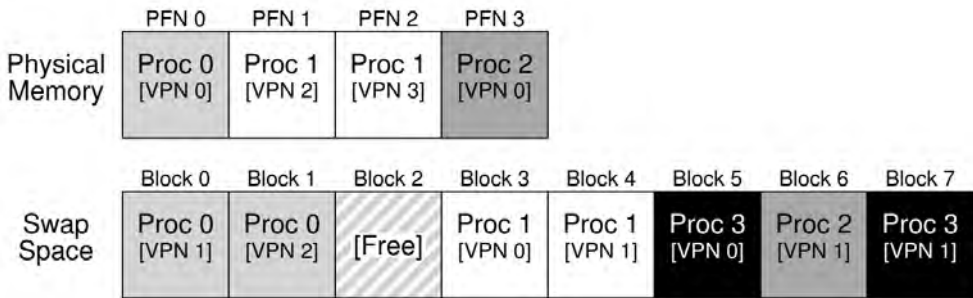 PFN 0 PFN 1 PFN 2 PFN 3
Physical Memory
Proc 0 Proc 1 Proc 1 Proc 2
[VPN 0] [VPN 2] [VPN 3] [VPN 0]
Block 0 Block 1 Block 2 Block 3 Block 4 Block 5 Block 6 Block 7
Swap Space
Proc 0 Proc 0 [Free] Proc 1 Proc 1 Proc 3 Proc 2 Proc 3
[VPN 1] [VPN 2] [VPN 0] [VPN 1] [VPN 0] [VPN 1] [VPN 1]